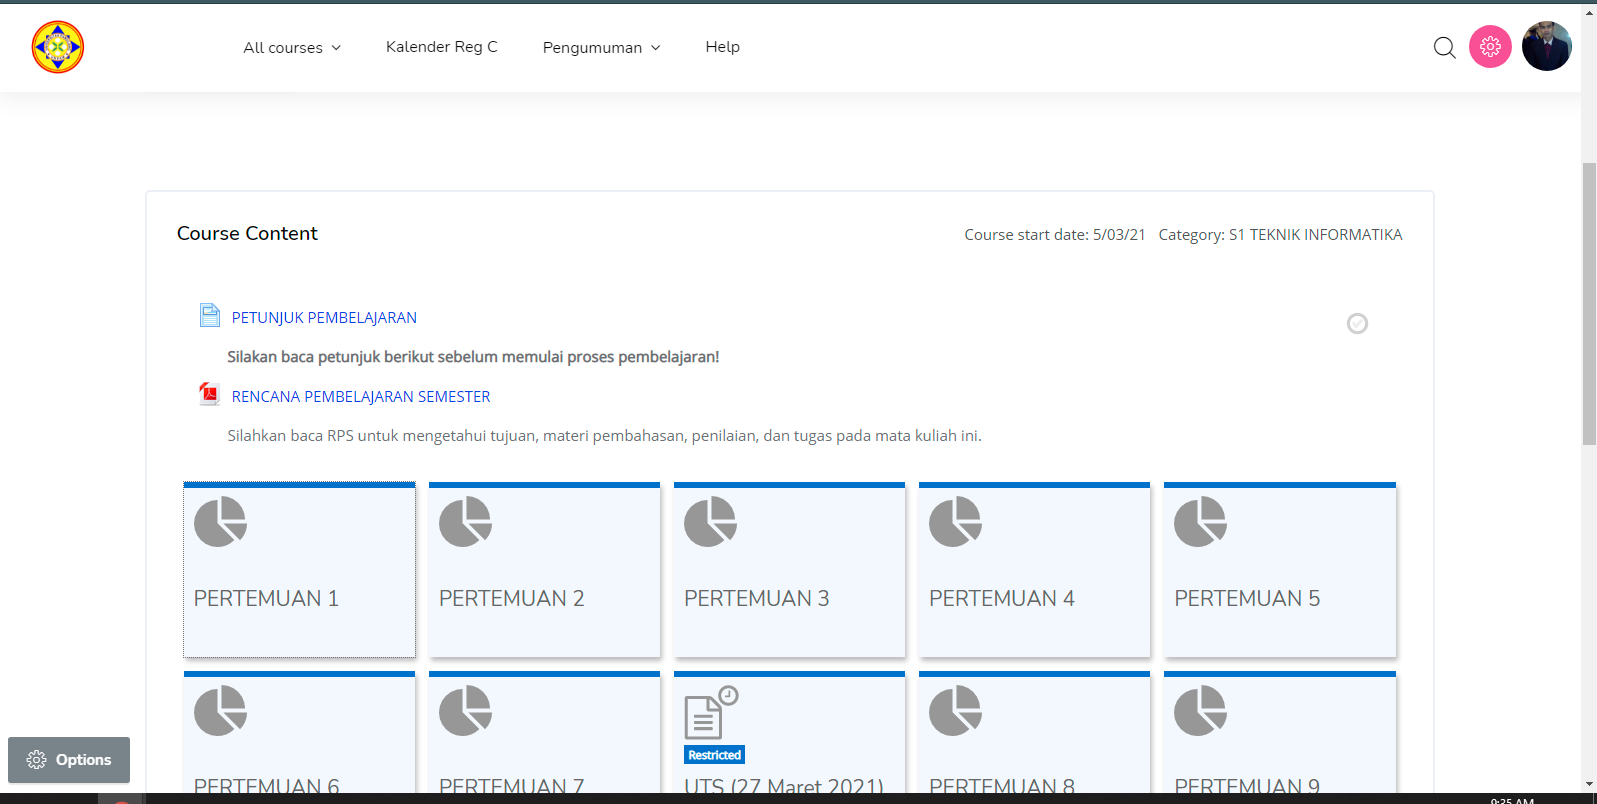 All courses Kalender Reg C Pengumuman Help
Course Content
Course start date: 5/03/21 Category: S1 TEKNIK INFORMATIKA
PETUNJUK PEMBELAJARAN
Silakan baca petunjuk berikut sebelum memulai proses pembelajaran!
RENCANA PEMBELAJARAN SEMESTER
Silahkan baca RPS untuk mengetahui tujuan, materi pembahasan, penilaian, dan tugas pada mata kuliah ini.
PERTEMUAN 1 PERTEMUAN 2 PERTEMUAN 3 PERTEMUAN 4 PERTEMUAN 5
Restricted
PERTEMUAN 6 PERTEMUAN 7 UTS (27 Maret 2021) PERTEMUAN 8 PERTEMUAN 9
Options
9:35 AM